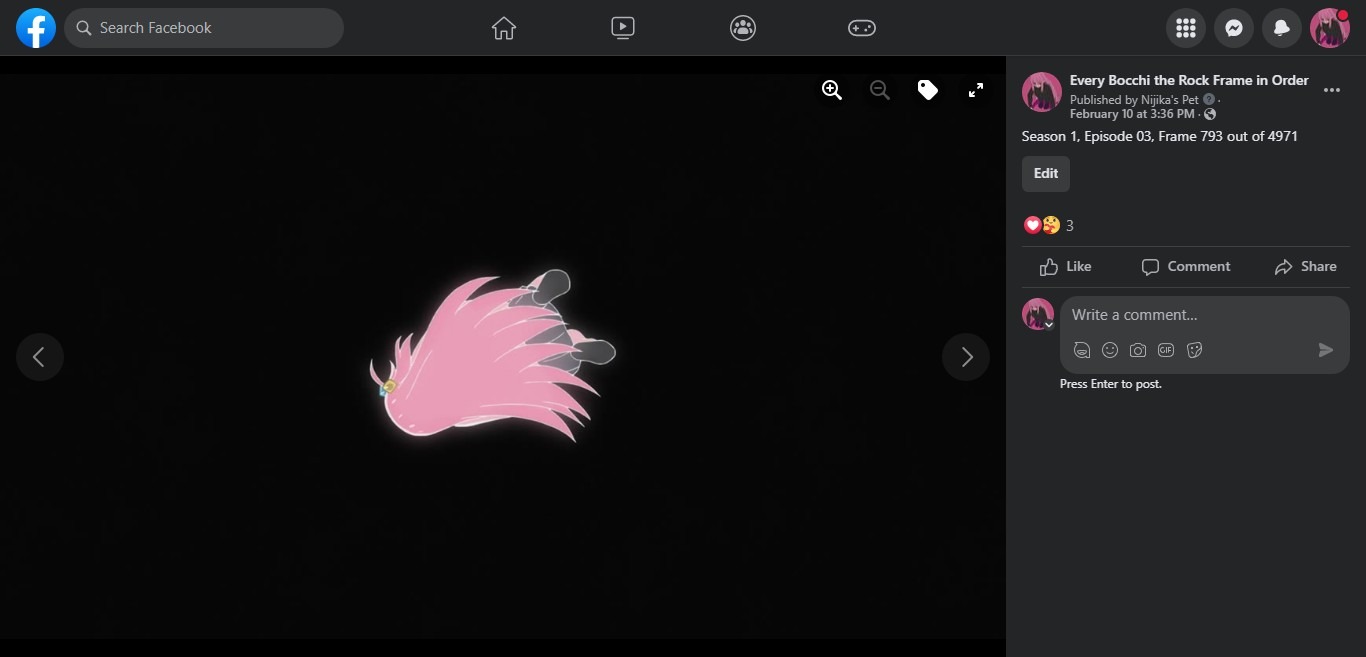 Search Facebook
Every Bocchi the Rock Frame in Order
Published by Nijika's Pet ·
February 10 at 3:36 PM ·
Season 1, Episode 03, Frame 793 out of 4971
Edit
3
Like
Comment
Share
Write a comment...
GIF
Press Enter to post.